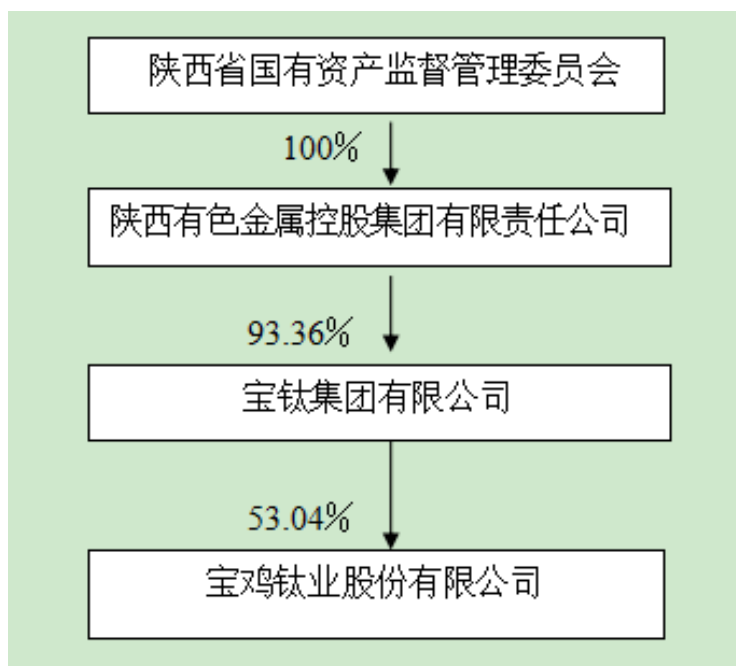 陕西省国有资产监督管理委员会
100%
陕西有色金属控股集团有限责任公司
93.36%
宝钛集团有限公司
53.04%
宝鸡钛业股份有限公司